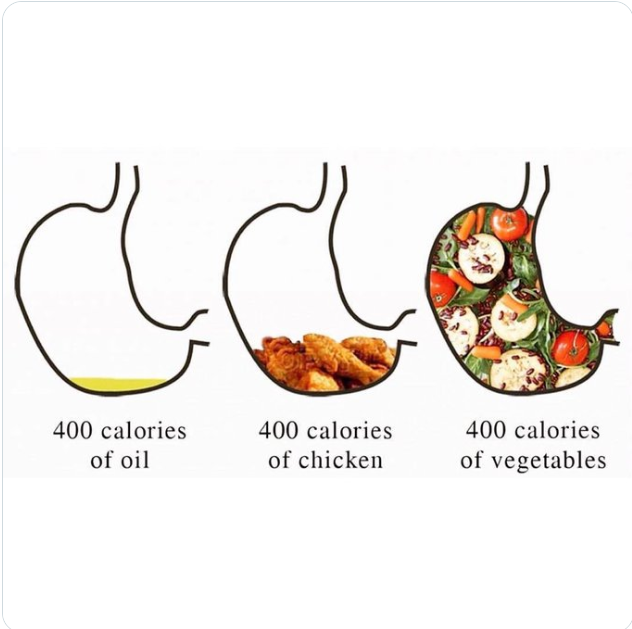 400 calories
of oil
400 calories
of chicken
400 calories
of vegetables